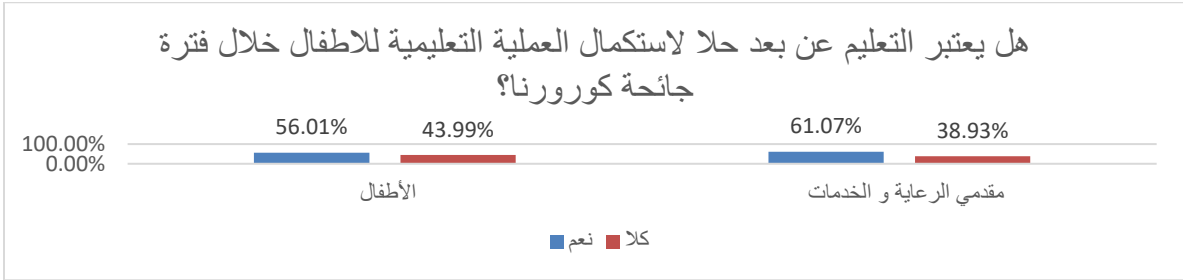 هل يعتبر التعليم عن بعد حلا لاستكمال العملية التعليمية للاطفال خلال فترة
جائحة كورورنا؟
56.01%
43.99%
61.07%
38.93%
100.00%
0.00%
الأطفال
مقدمي الرعاية و الخدمات
نعم
كلا